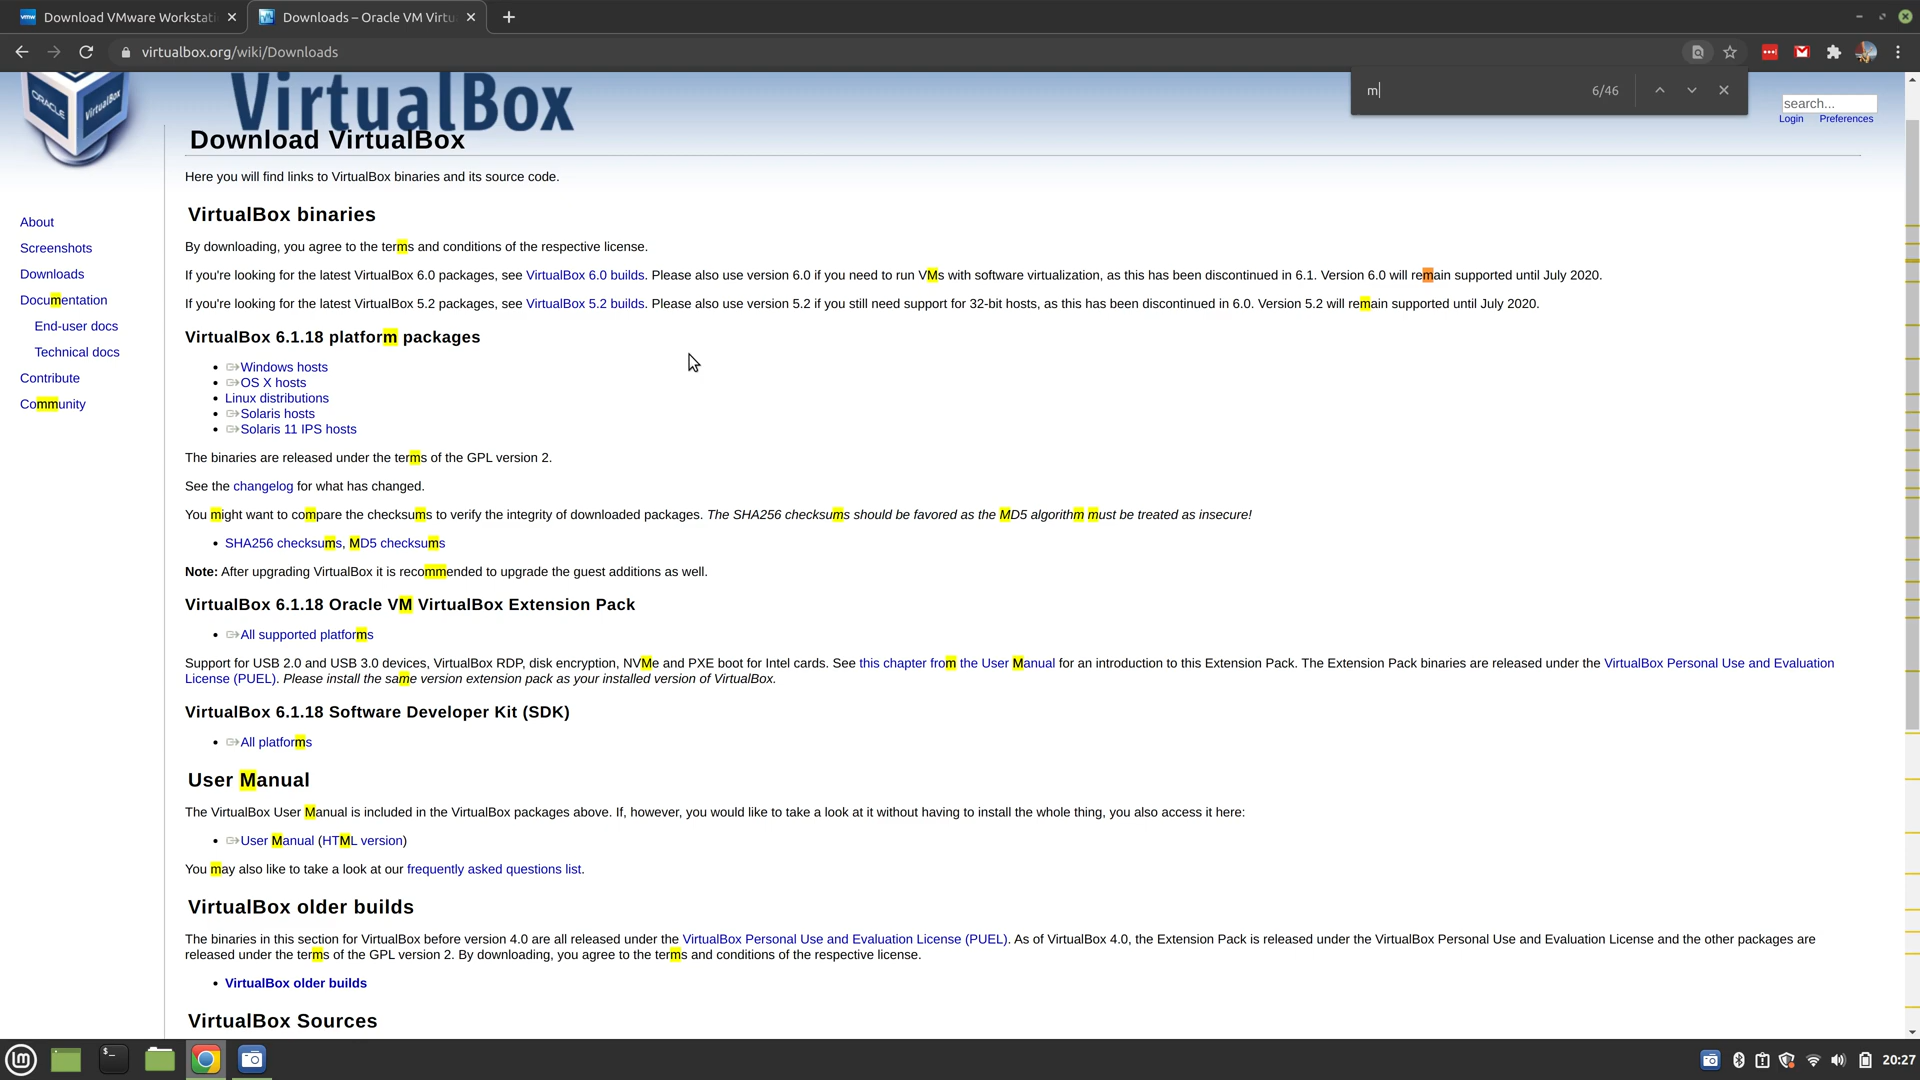 vmw Download VMware Workstati
Downloads – Oracle VM Virtu
virtualbox.org/wiki/Downloads
m
6/46
ORACLE
VirtualBox
VirtualBox
search...
Login Preferences
Download VirtualBox
Here you will find links to VirtualBox binaries and its source code.
About
Screenshots
Downloads
Documentation
End-user docs
Technical docs
Contribute
Community
VirtualBox binaries
By downloading, you agree to the terms and conditions of the respective license.
If you're looking for the latest VirtualBox 6.0 packages, see VirtualBox 6.0 builds. Please also use version 6.0 if you need to run VMs with software virtualization, as this has been discontinued in 6.1. Version 6.0 will remain supported until July 2020.
If you're looking for the latest VirtualBox 5.2 packages, see VirtualBox 5.2 builds. Please also use version 5.2 if you still need support for 32-bit hosts, as this has been discontinued in 6.0. Version 5.2 will remain supported until July 2020.
VirtualBox 6.1.18 platform packages
• Windows hosts
• OS X hosts
• Linux distributions
• Solaris hosts
• Solaris 11 IPS hosts
The binaries are released under the terms of the GPL version 2.
See the changelog for what has changed.
You might want to compare the checksums to verify the integrity of downloaded packages. The SHA256 checksums should be favored as the MD5 algorithm must be treated as insecure!
• SHA256 checksums, MD5 checksums
Note: After upgrading VirtualBox it is recommended to upgrade the guest additions as well.
VirtualBox 6.1.18 Oracle VM VirtualBox Extension Pack
• All supported platforms
Support for USB 2.0 and USB 3.0 devices, VirtualBox RDP, disk encryption, NVMe and PXE boot for Intel cards. See this chapter from the User Manual for an introduction to this Extension Pack. The Extension Pack binaries are released under the VirtualBox Personal Use and Evaluation
License (PUEL). Please install the same version extension pack as your installed version of VirtualBox.
VirtualBox 6.1.18 Software Developer Kit (SDK)
• All platforms
User Manual
The VirtualBox User Manual is included in the VirtualBox packages above. If, however, you would like to take a look at it without having to install the whole thing, you also access it here:
• User Manual (HTML version)
You may also like to take a look at our frequently asked questions list.
VirtualBox older builds
The binaries in this section for VirtualBox before version 4.0 are all released under the VirtualBox Personal Use and Evaluation License (PUEL). As of VirtualBox 4.0, the Extension Pack is released under the VirtualBox Personal Use and Evaluation License and the other packages are
released under the terms of the GPL version 2. By downloading, you agree to the terms and conditions of the respective license.
• VirtualBox older builds
VirtualBox Sources
20:27